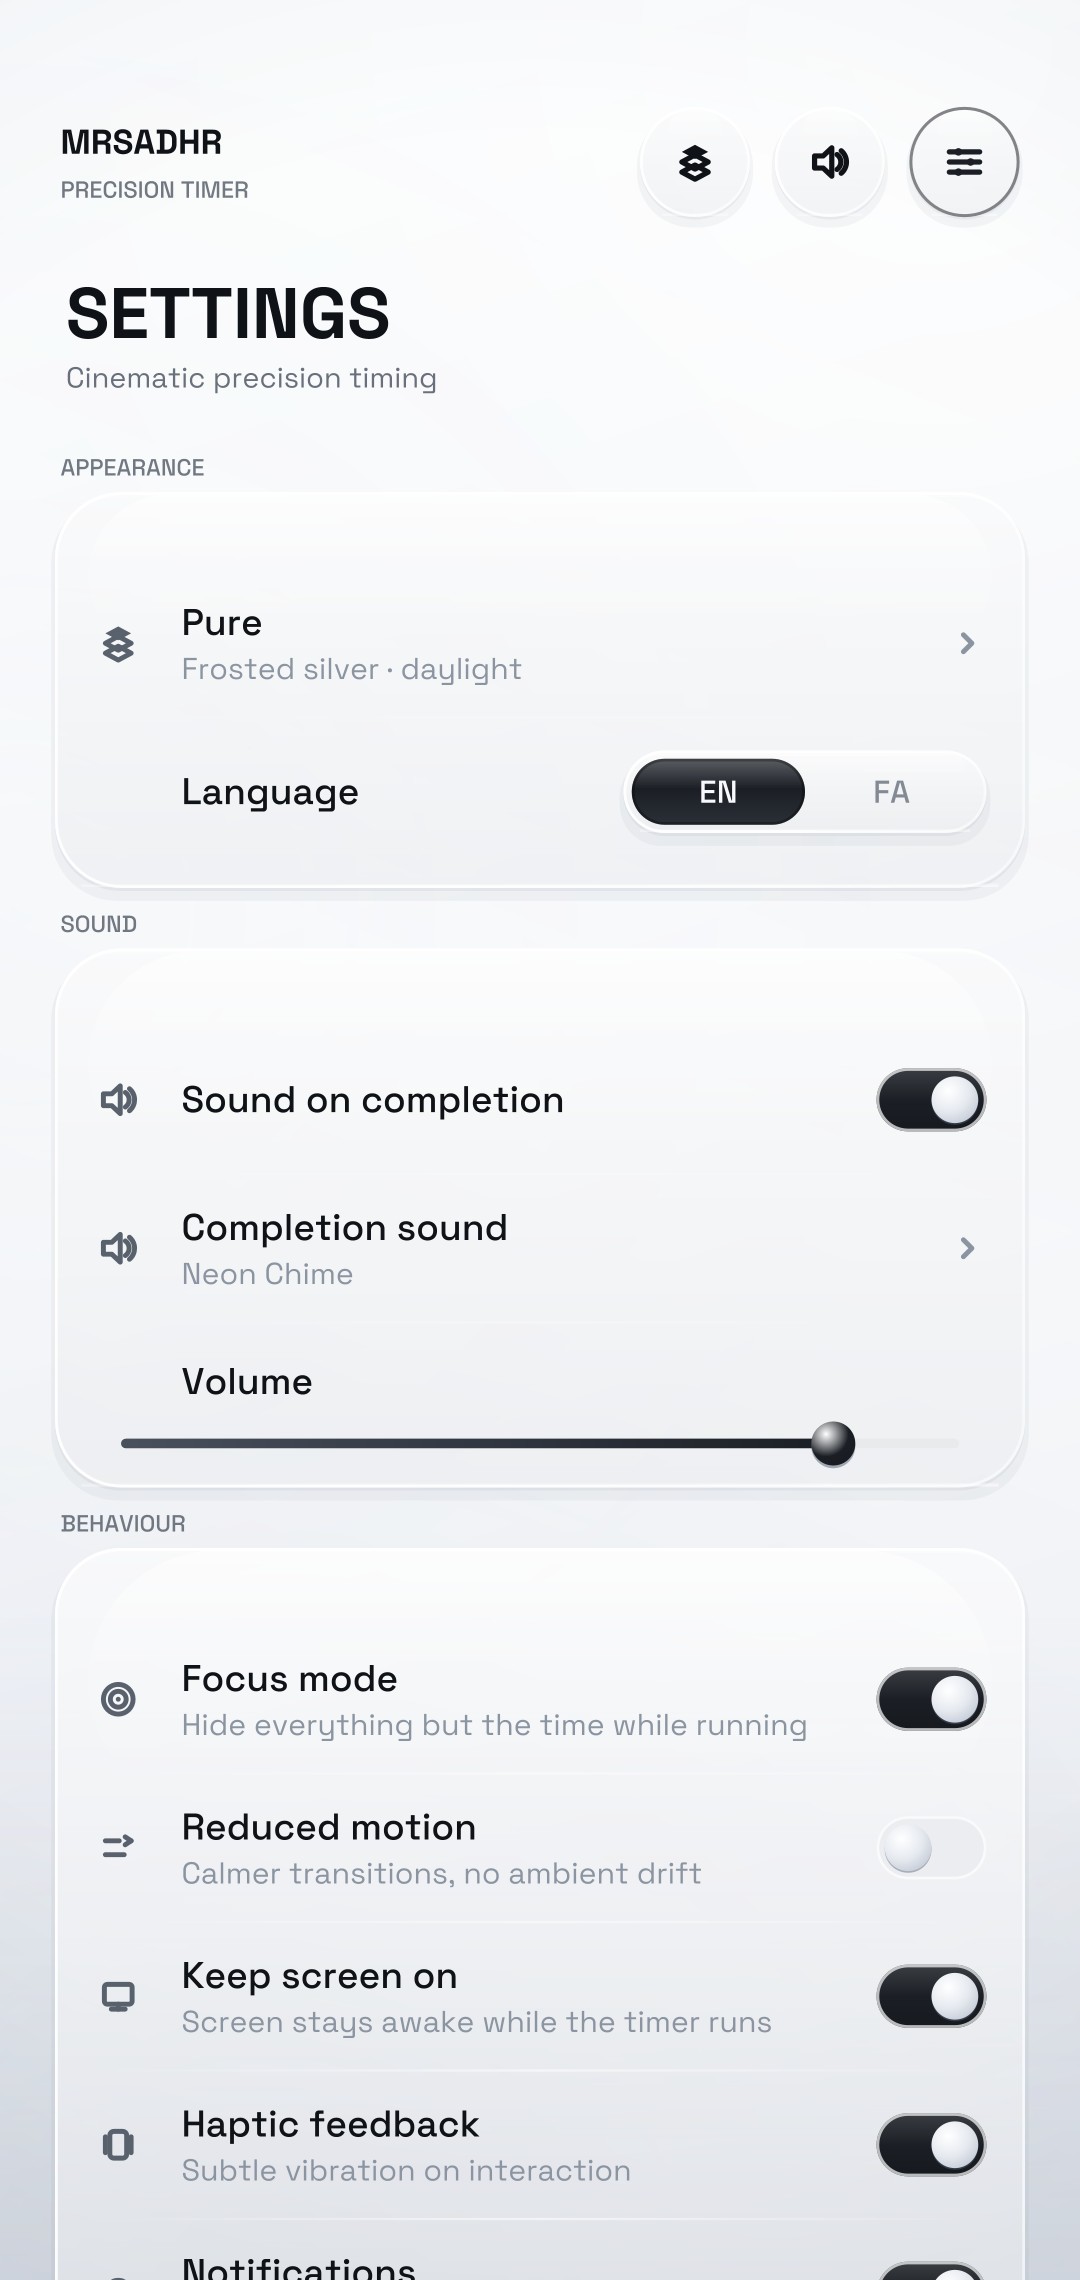 MRSADHR
PRECISION TIMER
SETTINGS
Cinematic precision timing
APPEARANCE
Pure
Frosted silver · daylight
Language
EN
FA
SOUND
Sound on completion
Completion sound
Neon Chime
Volume
BEHAVIOUR
Focus mode
Hide everything but the time while running
Reduced motion
Calmer transitions, no ambient drift
Keep screen on
Screen stays awake while the timer runs
Haptic feedback
Subtle vibration on interaction
Notifications